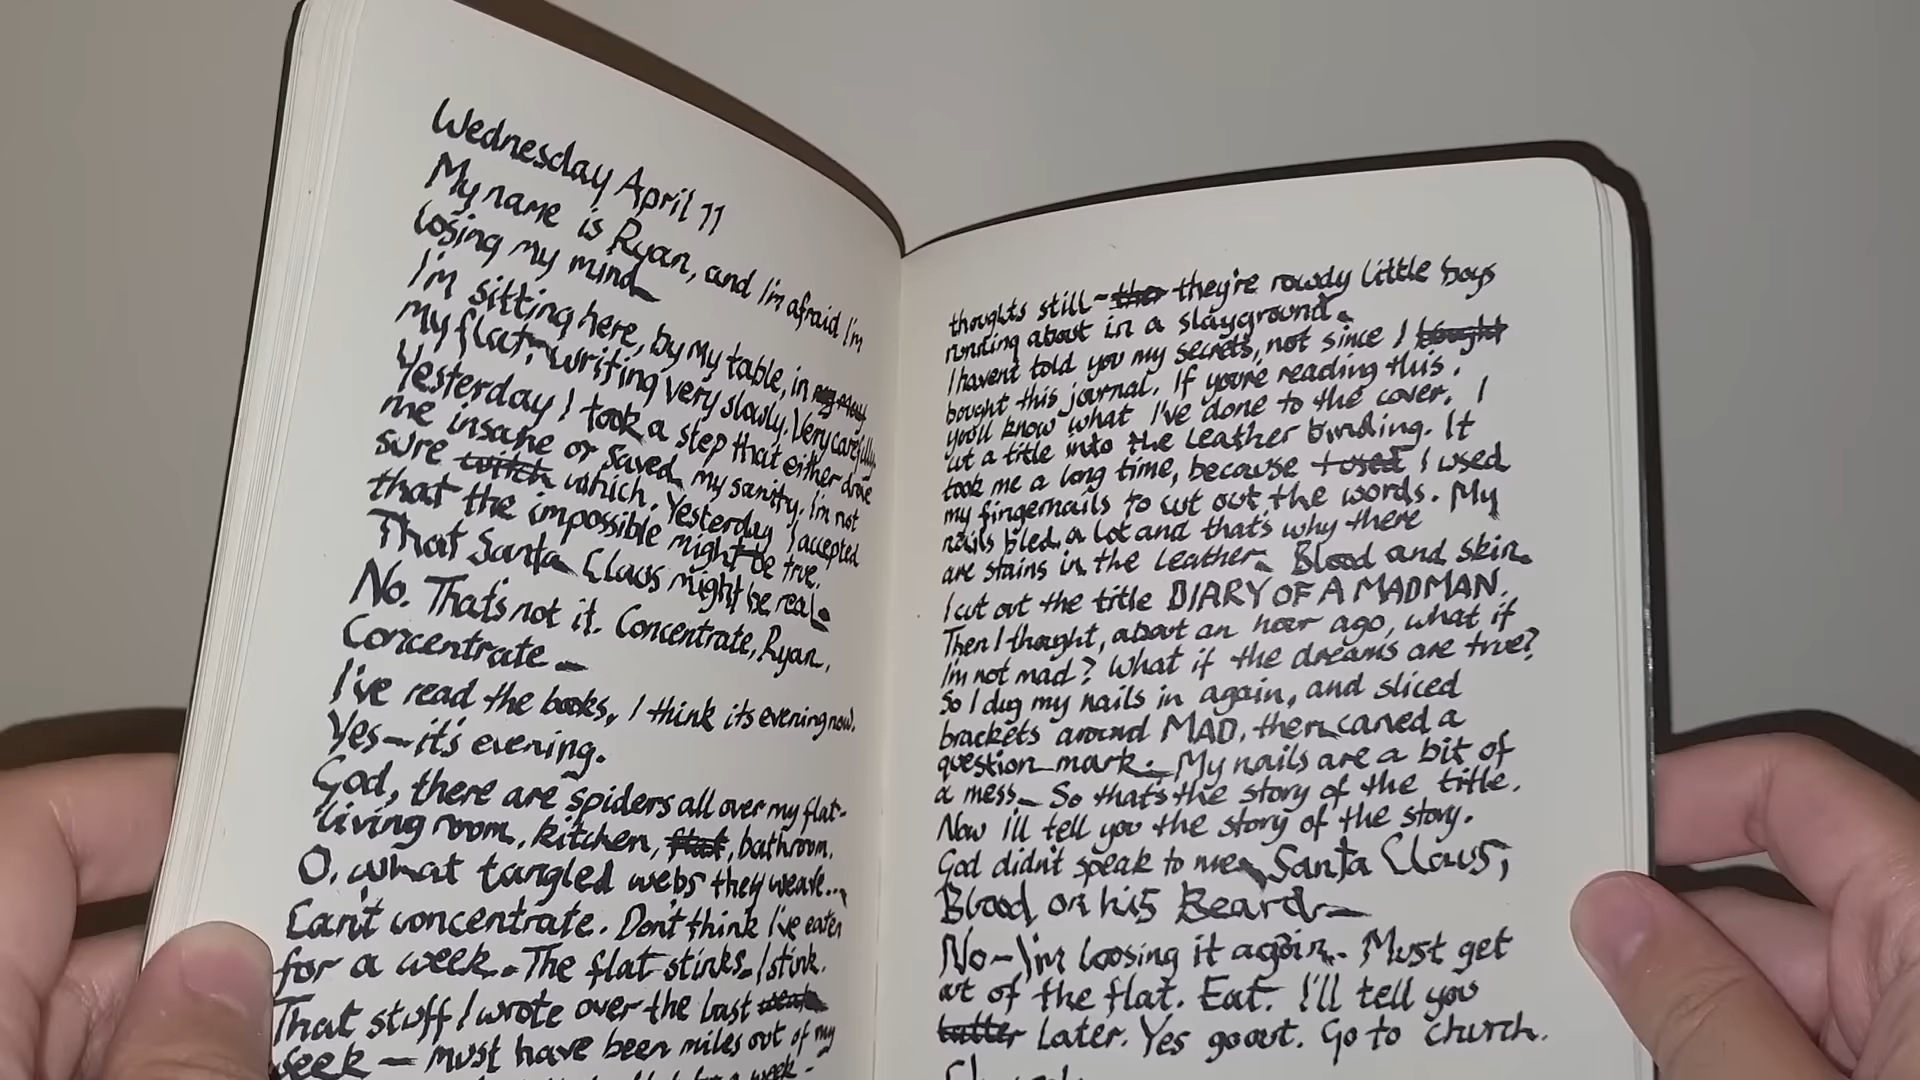 Wednesday April 11
My name is Ryan, and I'm afraid I'm
losing my mind
I'm sitting here, by my table, in
my flat, writing very slowly. Very carefully.
Yesterday I took a step that either drove
me insane or saved my sanity. I'm not
sure twitch which. Yesterday I accepted
that the impossible might be true.
That Santa Claus might be real.
No. That's not it. Concentrate, Ryan.
Concentrate
I've read the books, I think its evening now.
Yes – it's evening.
God, there are spiders all over my flat–
living room, kitchen, flat, bathroom.
O, what tangled webs they weave...
Can't concentrate. Don't think I've eaten
for a week. The flat stinks. I stink.
That stuff I wrote over the last
week – must have been miles out of my
week.
thoughts still – ther they're rowdy little boys
running about in a slayground.
I havent told you my secrets, not since I bought
bought this journal. If you're reading this,
you'll know what I've done to the cover. I
cut a title into the leather binding. It
took me a long time, because I used I used
my fingernails to cut out the words. My
nails bled a lot and that's why there
are stains in the leather. Blood and skin.
I cut out the title DIARY OF A MADMAN.
Then I thought, about an hour ago, what if
I'm not mad? What if the dreams are true?
So I dug my nails in again, and sliced
brackets around MAD, then carved a
question mark. My nails are a bit of
a mess. So that's the story of the title.
Now I'll tell you the story of the story.
God didn't speak to me. Santa Claus,
Blood on his Beard
No – I'm loosing it again. Must get
out of the flat. Eat. I'll tell you
later. Yes go out. Go to church.